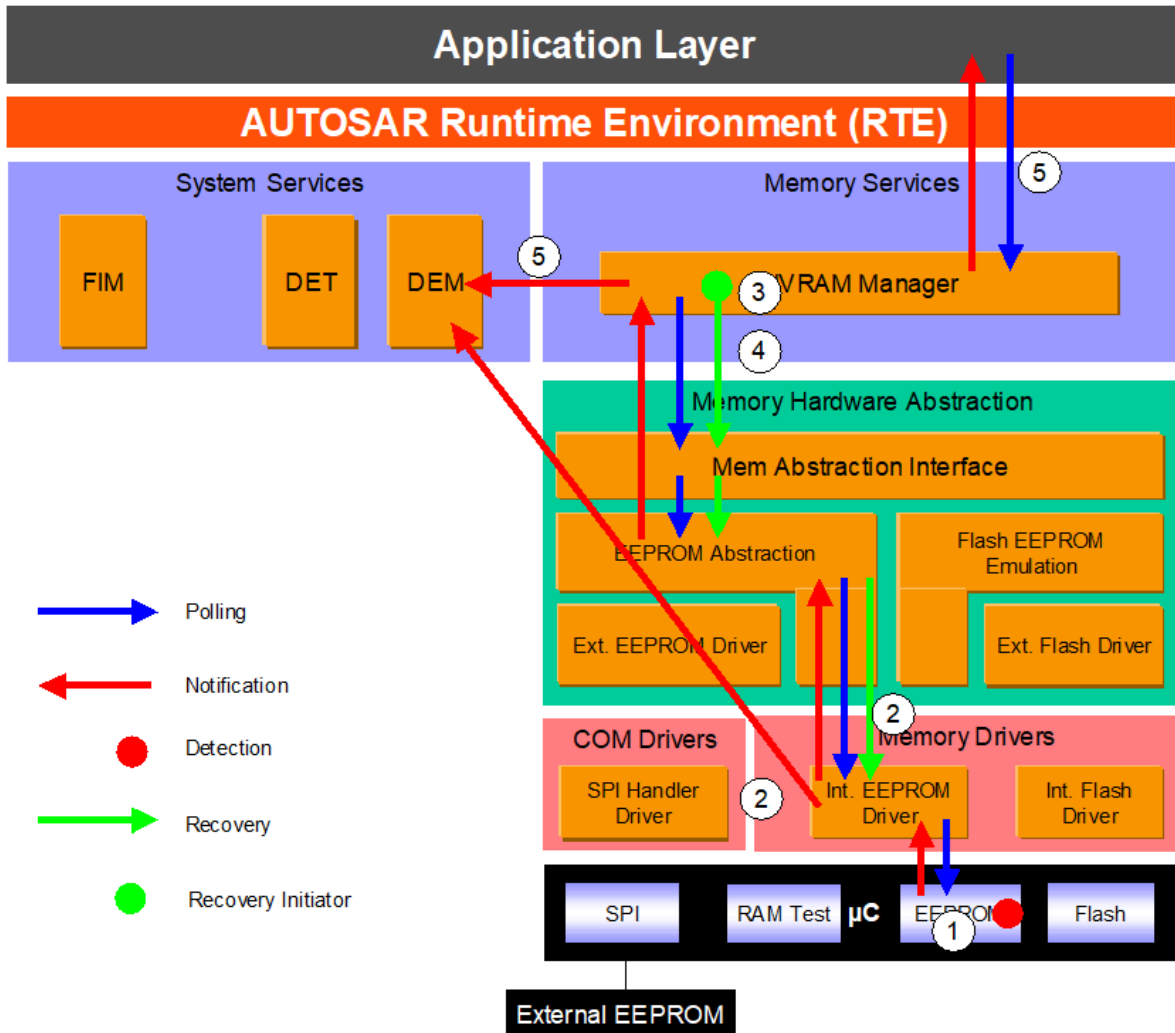 Application Layer
AUTOSAR Runtime Environment (RTE)
System Services
Memory Services
5
FIM
DET
DEM
5
3
VRAM Manager
4
Memory Hardware Abstraction
Mem Abstraction Interface
EEPROM Abstraction
Flash EEPROM
Emulation
Polling
Ext. EEPROM Driver
Ext. Flash Driver
Notification
2
COM Drivers
Memory Drivers
Detection
SPI Handler
Driver
2
Int. EEPROM
Driver
Int. Flash
Driver
Recovery
Recovery Initiator
SPI
RAM Test
µC
EEPROM
1
Flash
External EEPROM